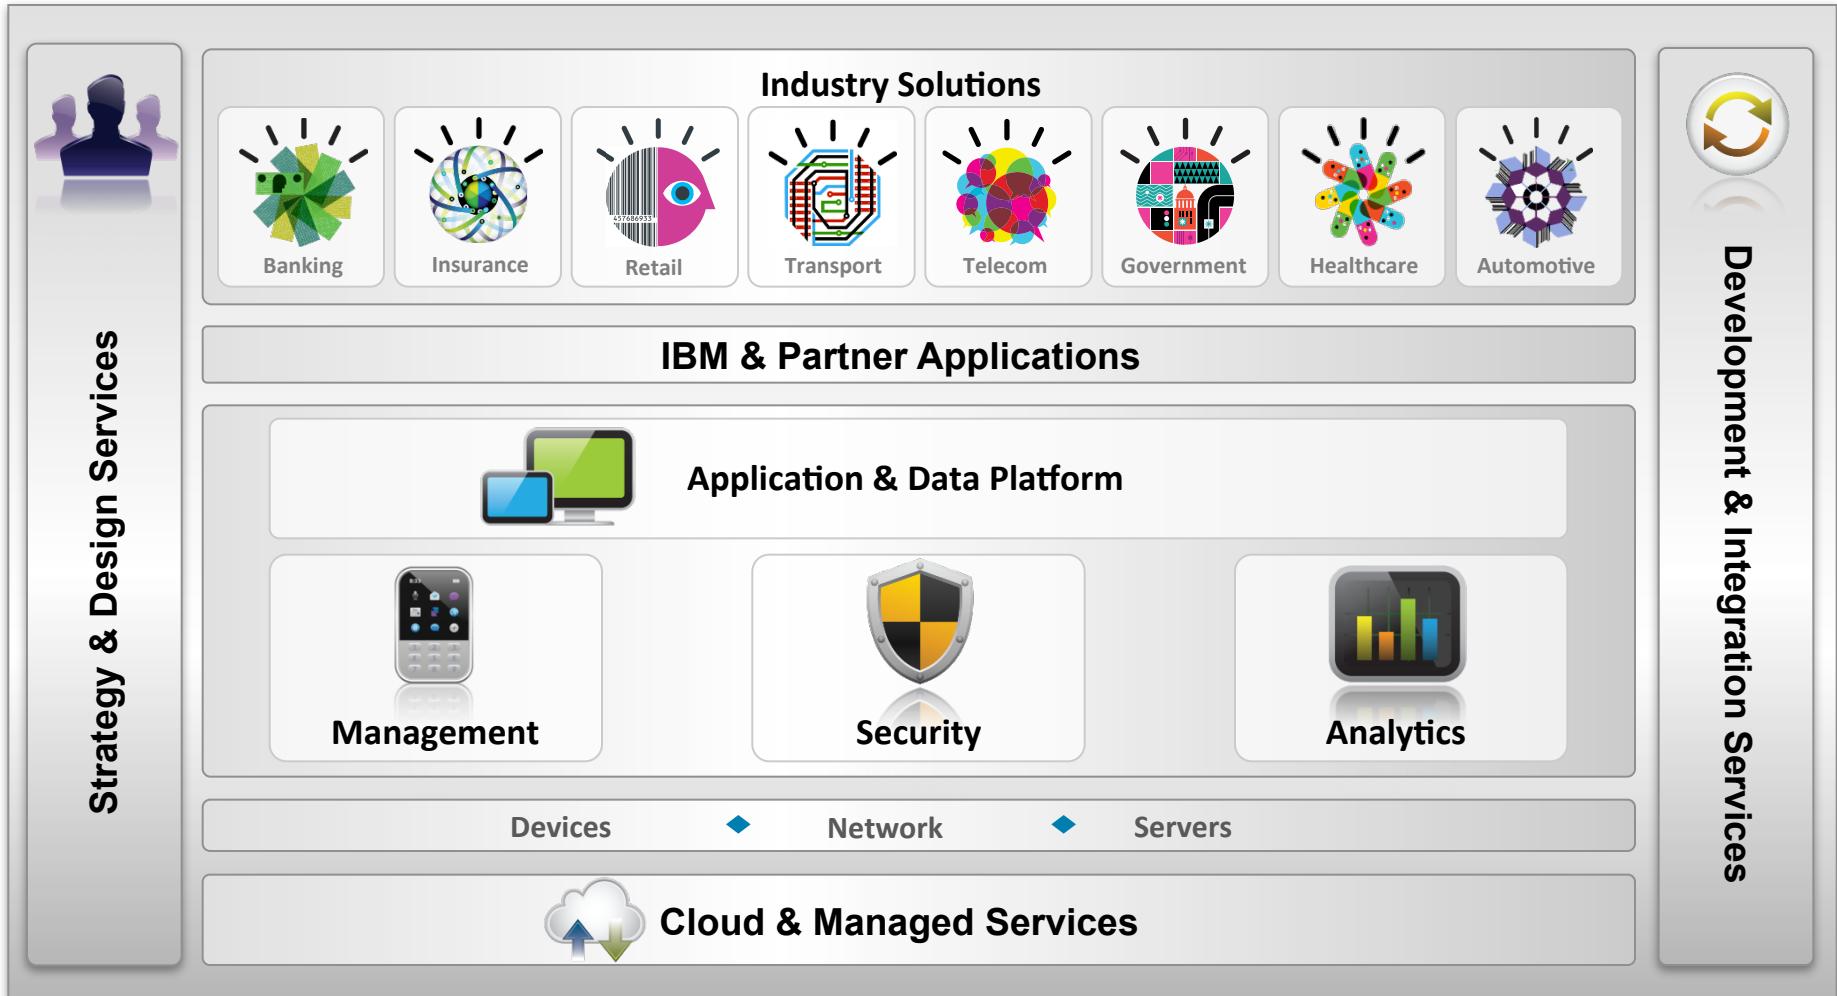 Industry Solutions
Banking
Insurance
457686933
Retail
Transport
Telecom
Government
Healthcare
Automotive
Strategy & Design Services
IBM & Partner Applications
Application & Data Platform
Management
Security
Analytics
Devices
Network
Servers
Cloud & Managed Services
Development & Integration Services